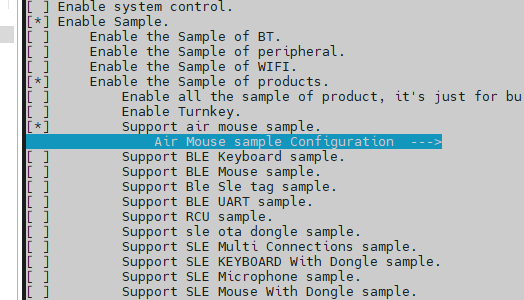 [ ] Enable system control.
[*] Enable Sample.
[ ] Enable the Sample of BT.
[ ] Enable the Sample of peripheral.
[ ] Enable the Sample of WIFI.
[*] Enable the Sample of products.
[ ] Enable all the sample of product, it's just for bu
[ ] Enable Turnkey.
[*] Support air mouse sample.
Air Mouse sample Configuration --->
[ ] Support BLE Keyboard sample.
[ ] Support BLE Mouse sample.
[ ] Support Ble Sle tag sample.
[ ] Support BLE UART sample.
[ ] Support RCU sample.
[ ] Support sle ota dongle sample.
[ ] Support SLE Multi Connections sample.
[ ] Support SLE KEYBOARD With Dongle sample.
[ ] Support SLE Microphone sample.
[ ] Support SLE Mouse With Dongle sample.